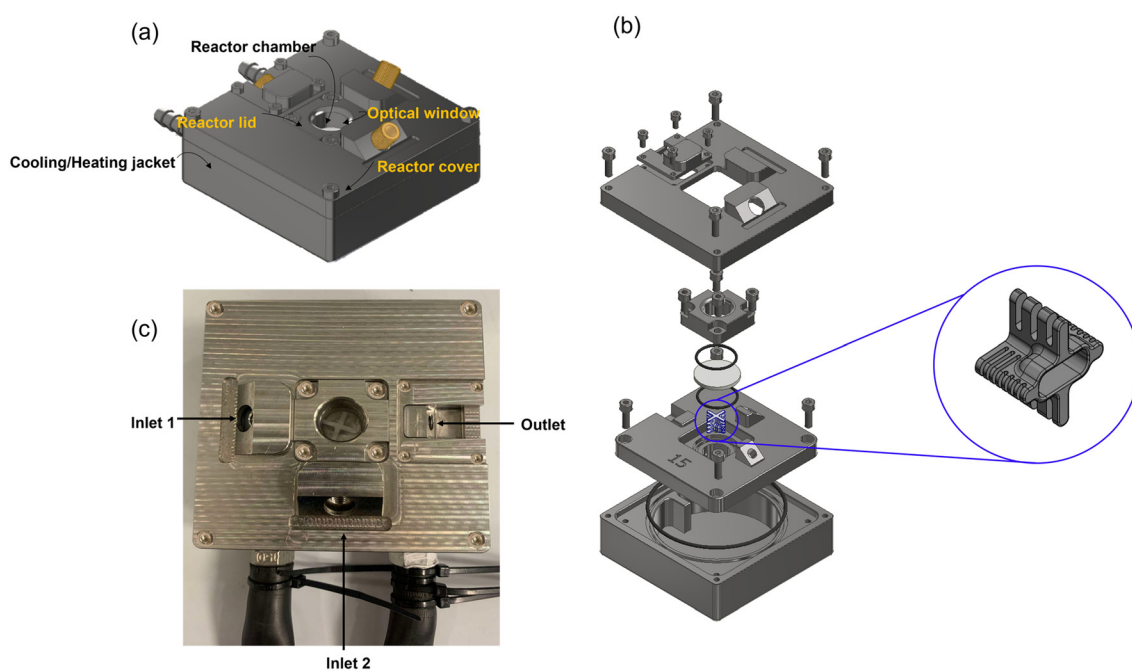 (a)
Reactor chamber
Optical window
Reactor lid
Cooling/Heating jacket
Reactor cover
(b)
15
(c)
Inlet 1
Outlet
Inlet 2